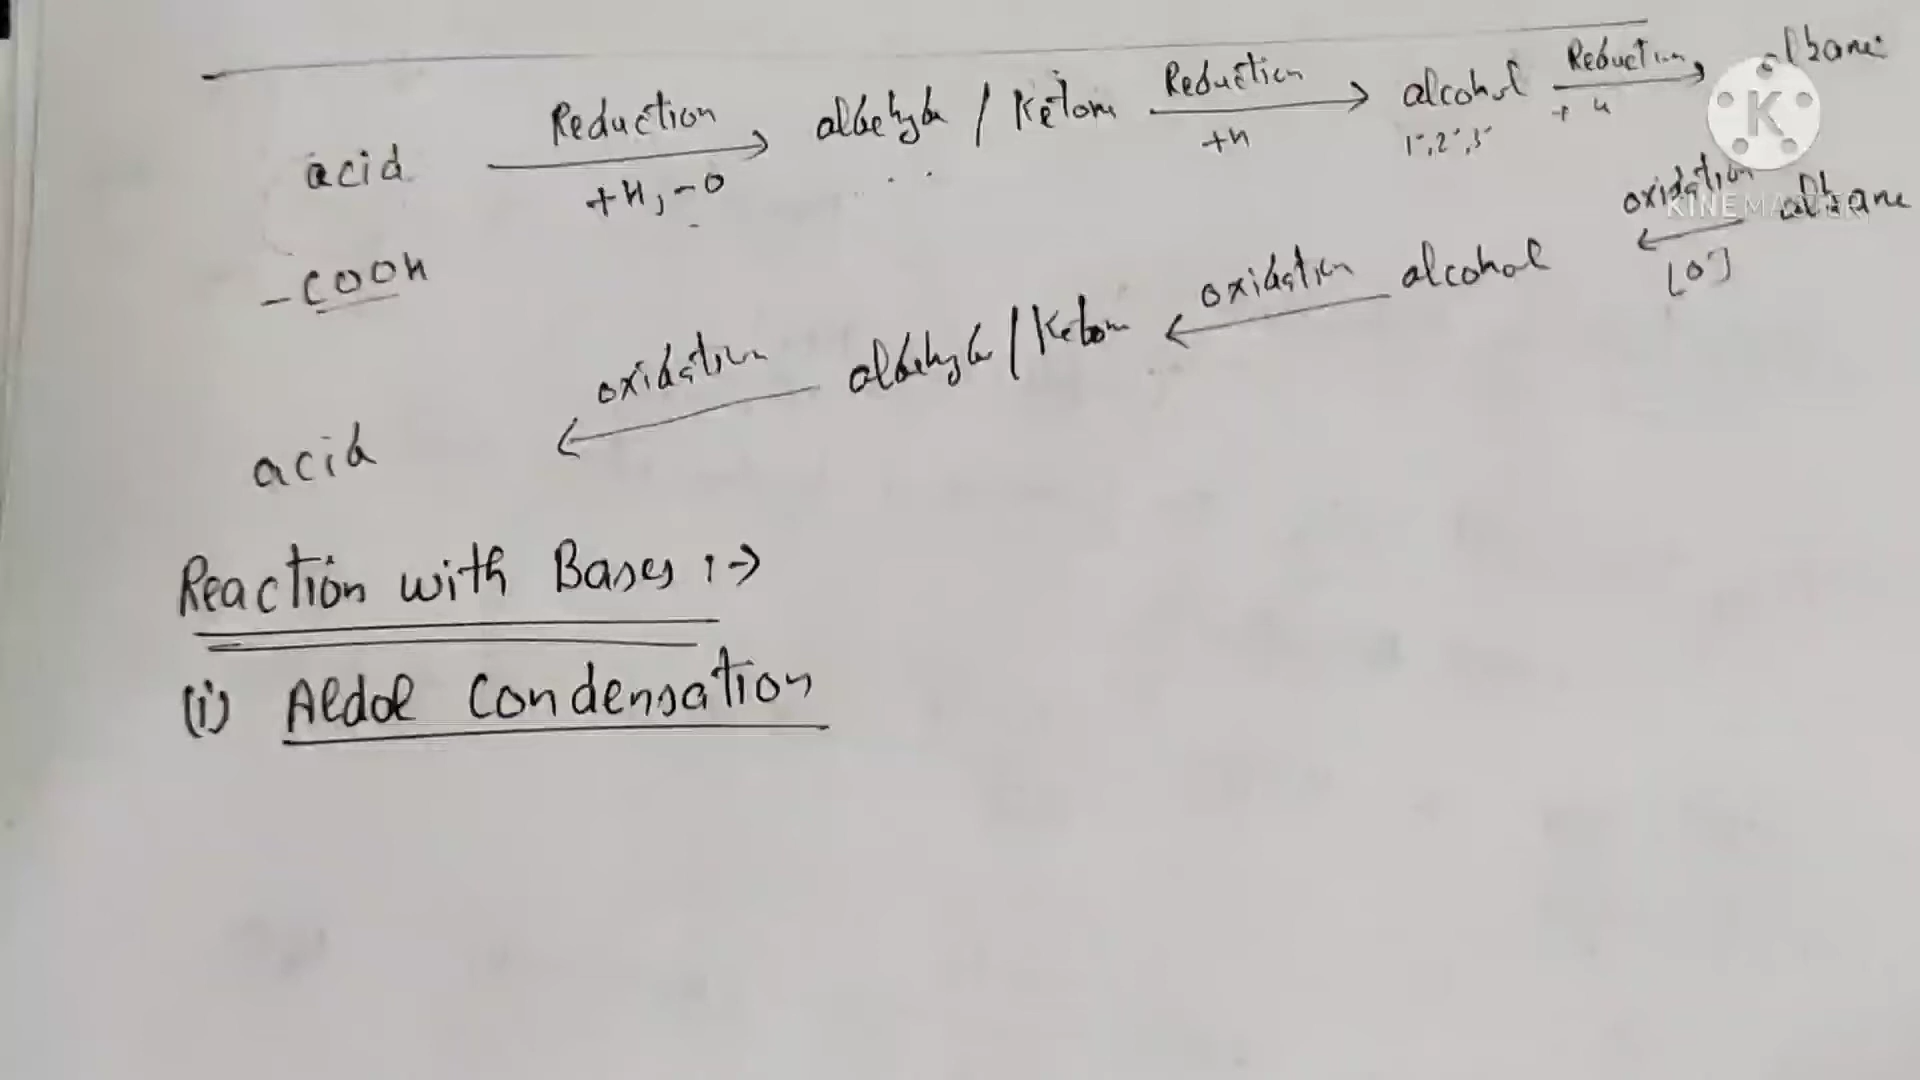 acid Reduction +H, -O aldehyde / Ketone Reduction +H alcohol 1°, 2°, 3° Reduction + H alkane
-COOH
acid oxidation aldehyde / Ketone oxidation alcohol oxidation [O] alkane
Reaction with Bases :->
(i) Aldol Condensation
K
KINEMASTER